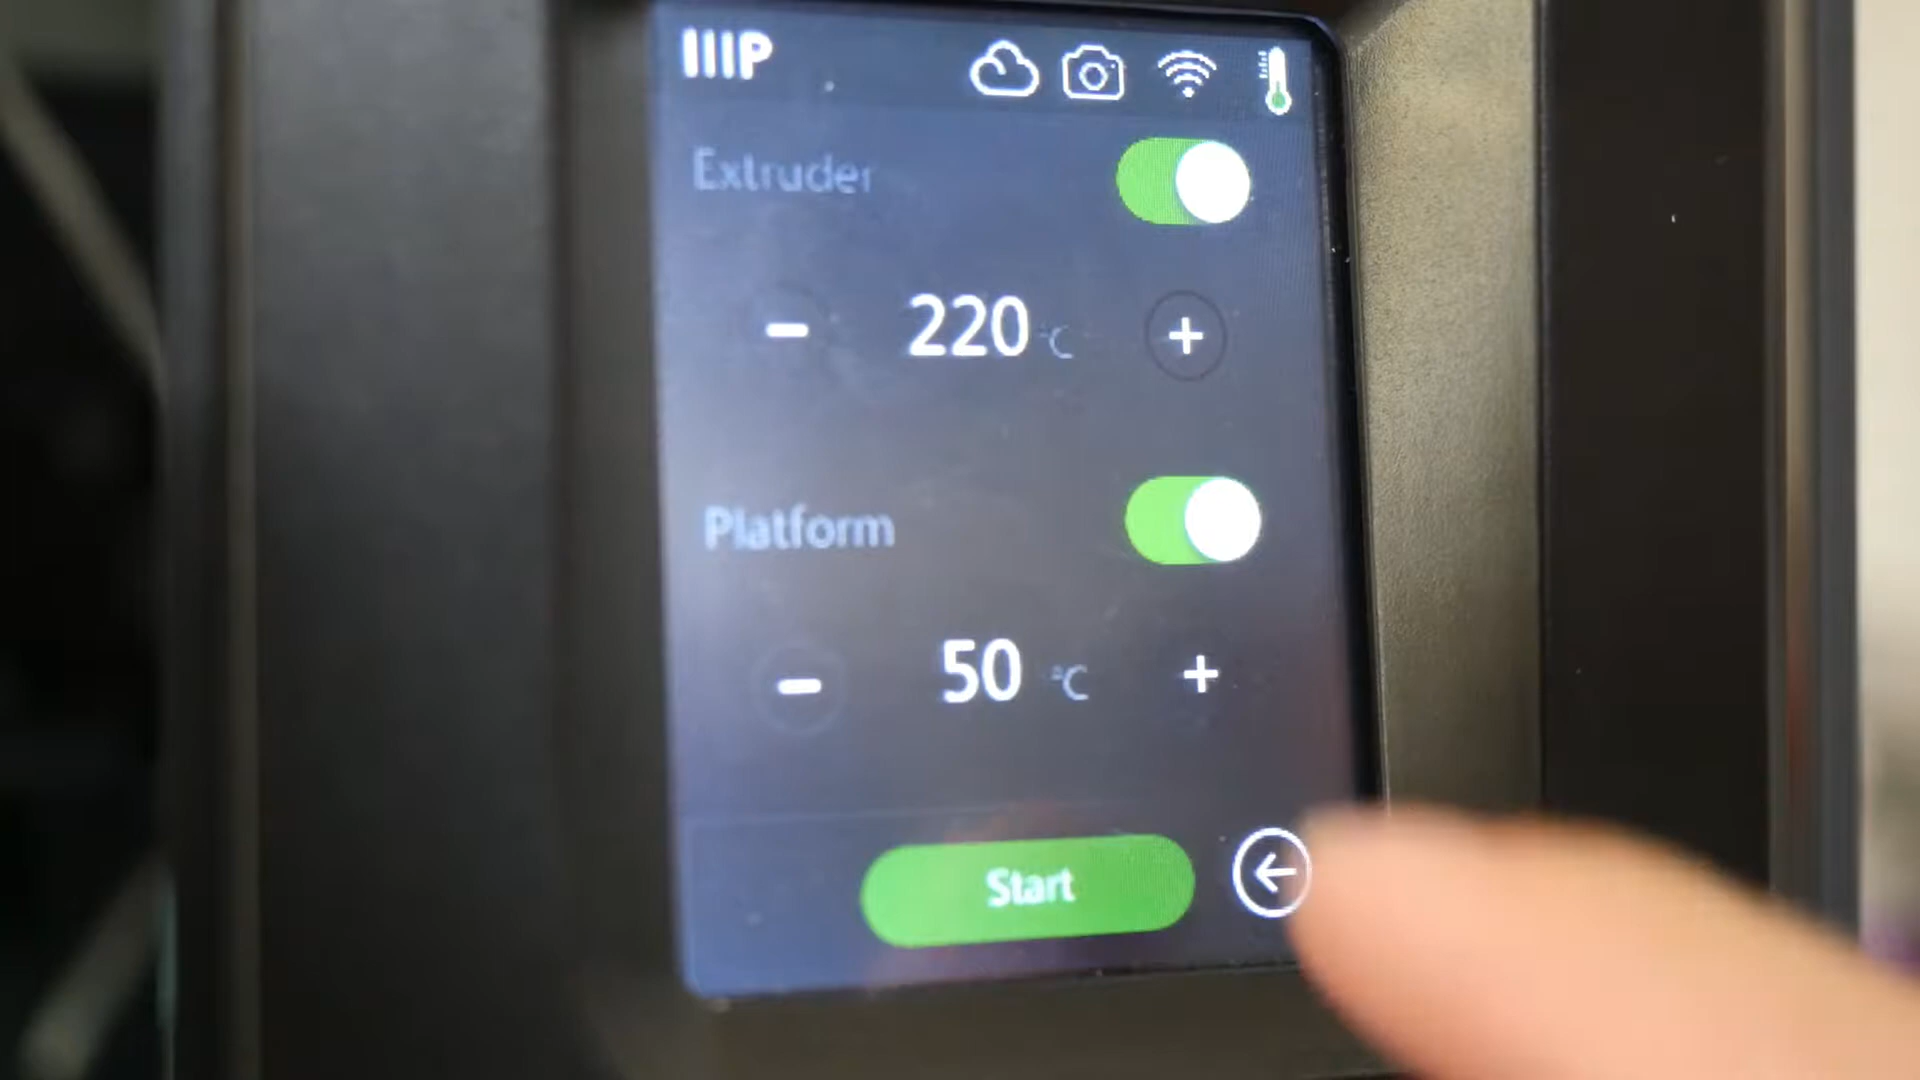 IIIP
Extruder
- 220 °C +
Platform
- 50 °C +
Start